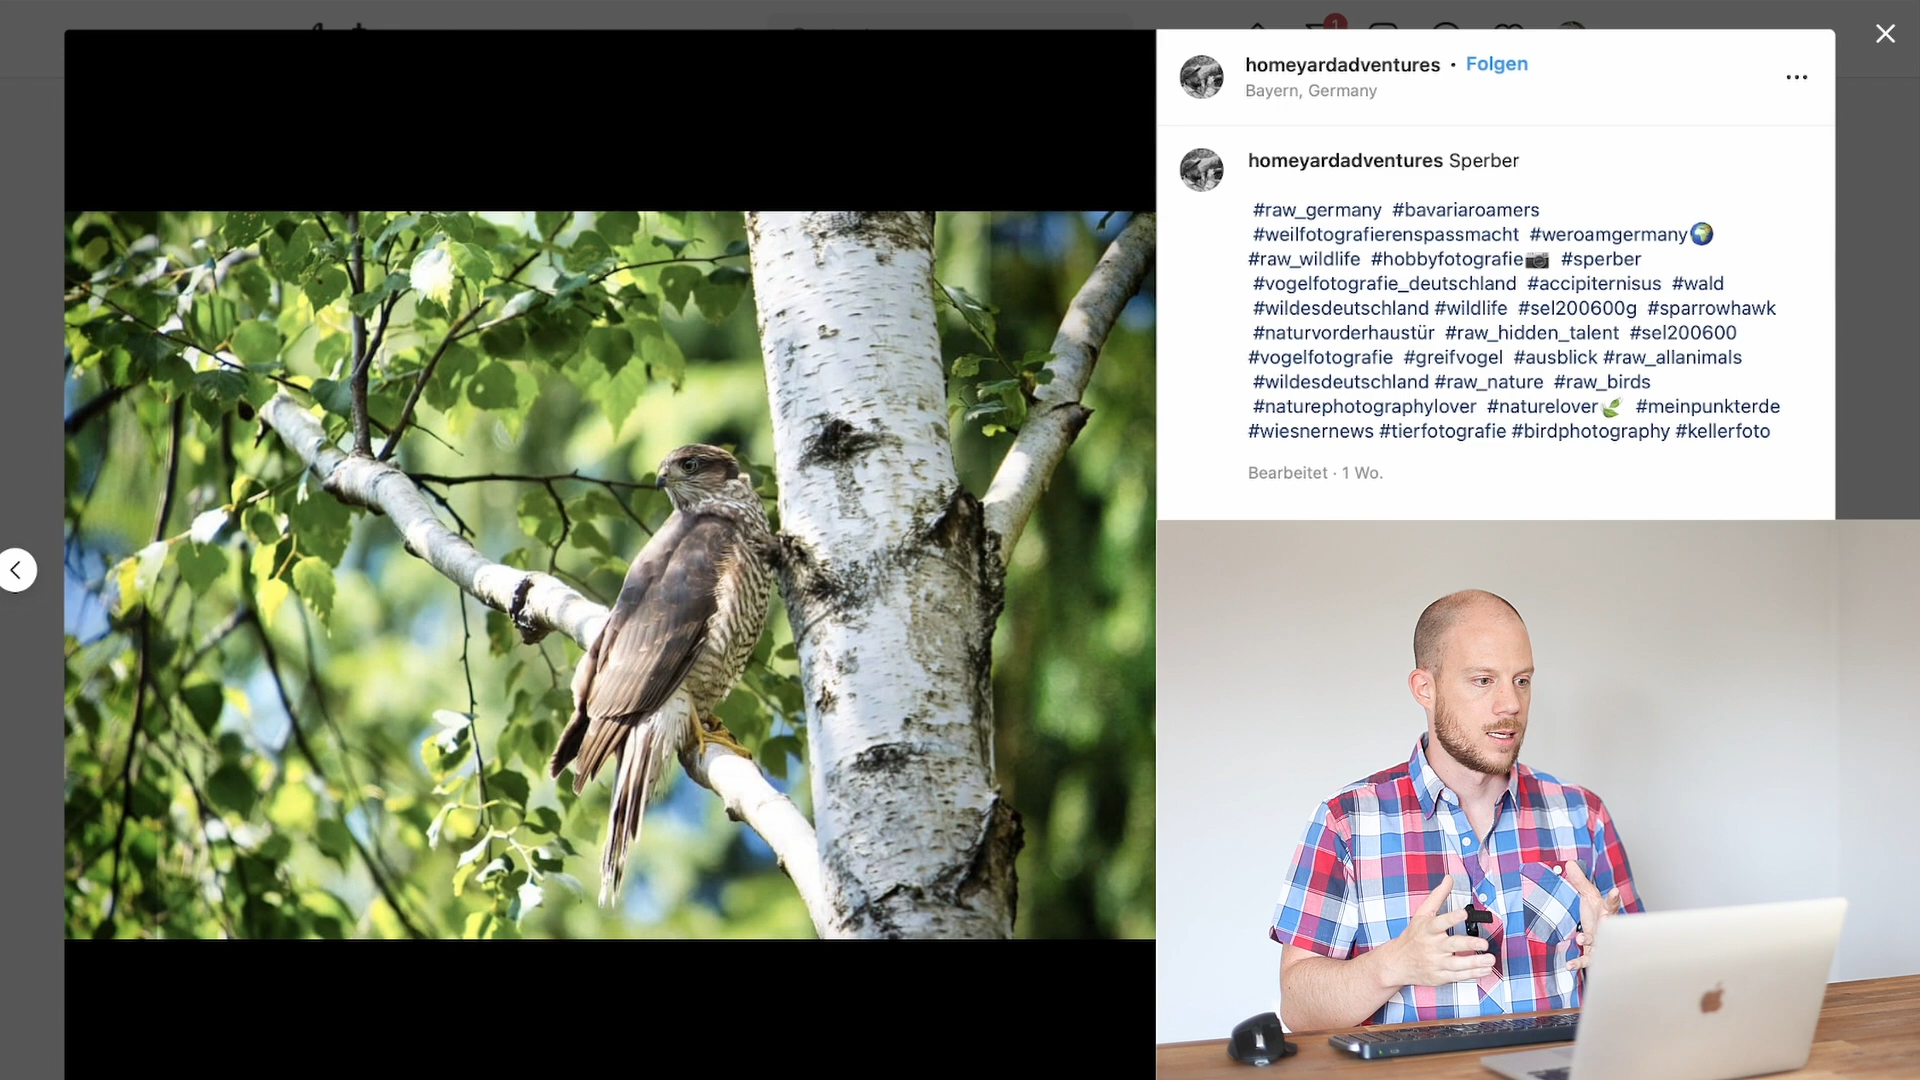 1
homeyardadventures • Folgen
Bayern, Germany
homeyardadventures Sperber
#raw_germany #bavariaroamers
#weilfotografierenspassmacht #weroamgermany🌍
#raw_wildlife #hobbyfotografie📷 #sperber
#vogelfotografie_deutschland #accipiternisus #wald
#wildesdeutschland #wildlife #sel200600g #sparrowhawk
#naturvorderhaustür #raw_hidden_talent #sel200600
#vogelfotografie #greifvogel #ausblick #raw_allanimals
#wildesdeutschland #raw_nature #raw_birds
#naturephotographylover #naturelover🍃 #meinpunkterde
#wiesnernews #tierfotografie #birdphotography #kellerfoto
Bearbeitet · 1 Wo.